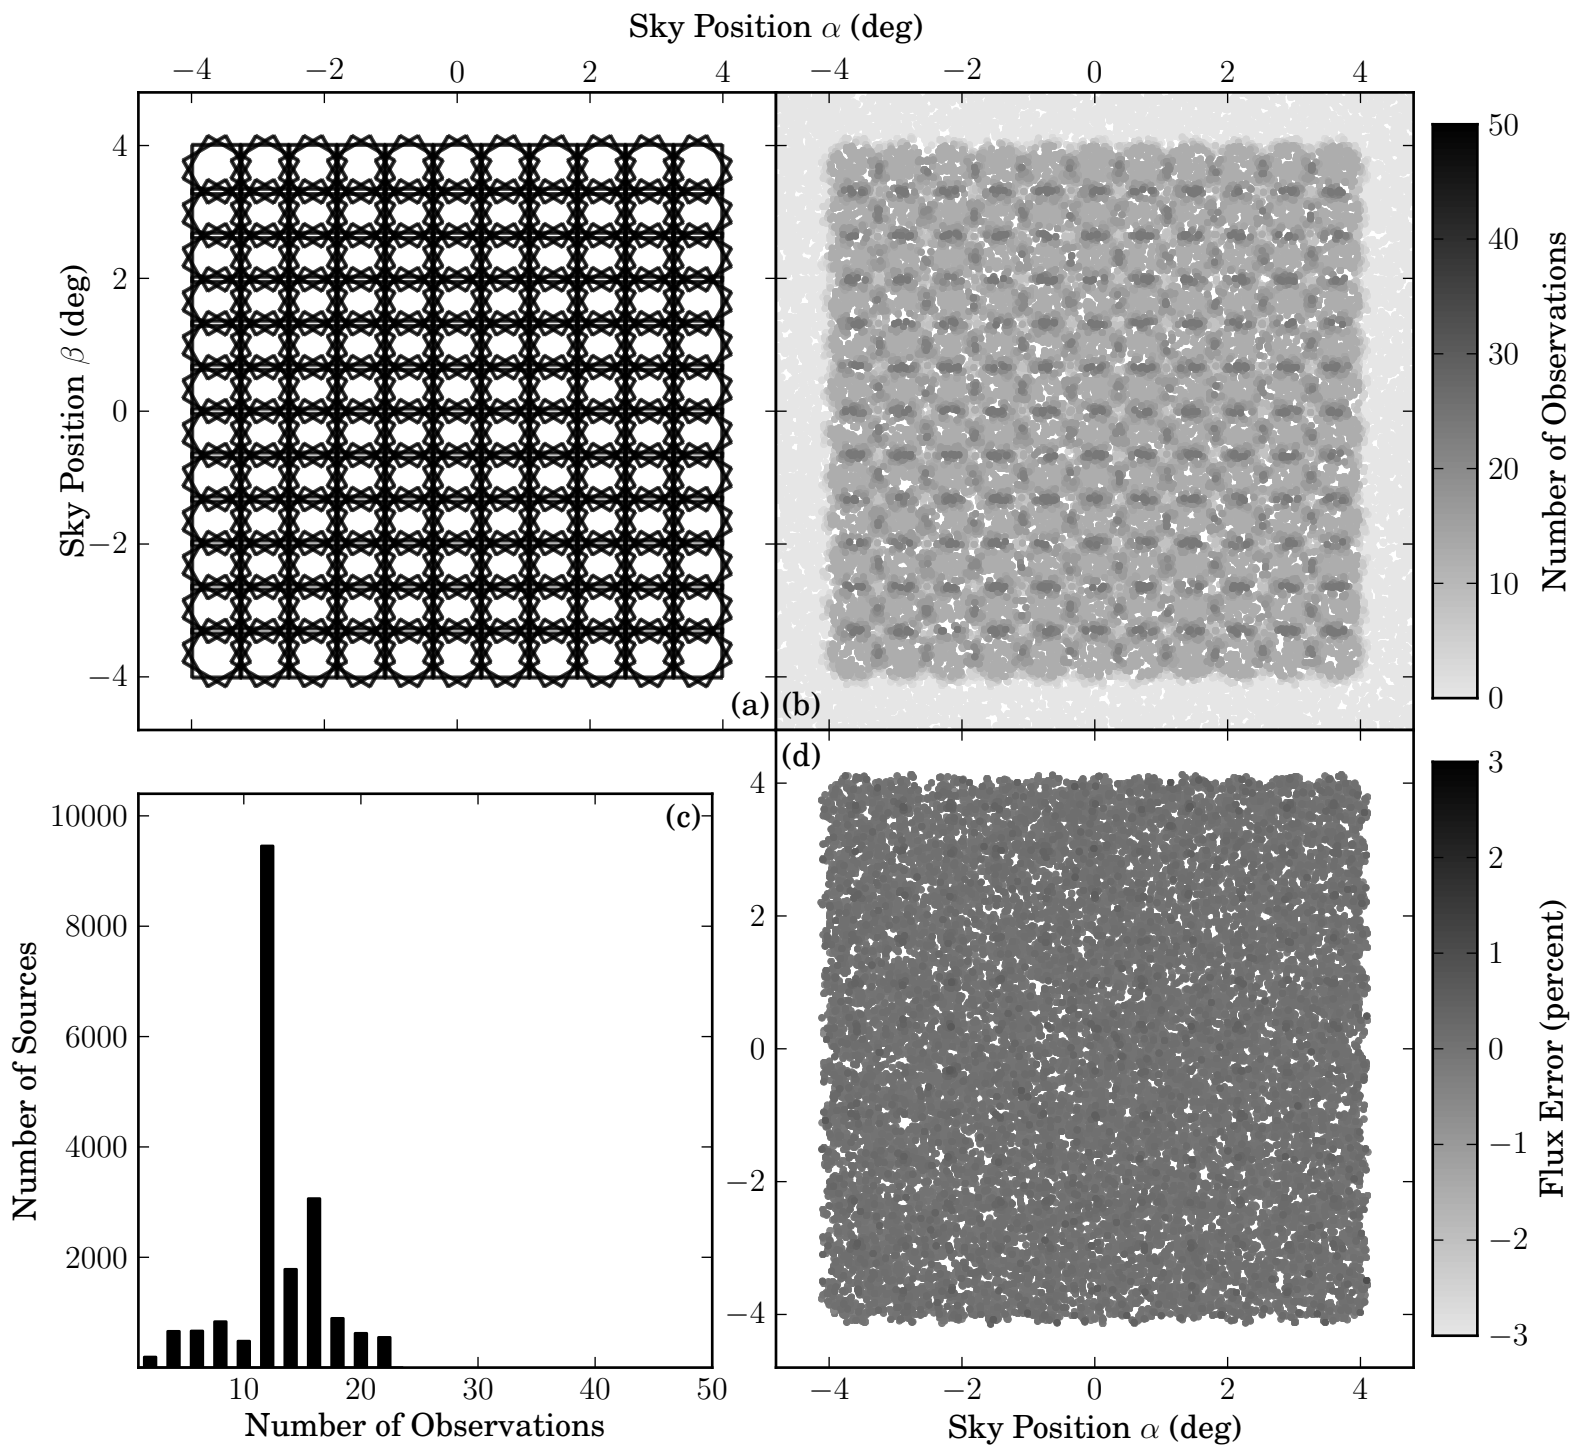 Sky Position α (deg)
−4 −2 0 2 4 −4 −2 0 2 4
Sky Position β (deg)
4
2
0
−2
−4
(a) (b)
50
40
30
20
10
0
Number of Observations
(c)
10000
8000
6000
4000
2000
Number of Sources
10 20 30 40 50
Number of Observations
(d)
4
2
0
−2
−4
−4 −2 0 2 4
Sky Position α (deg)
3
2
1
0
−1
−2
−3
Flux Error (percent)